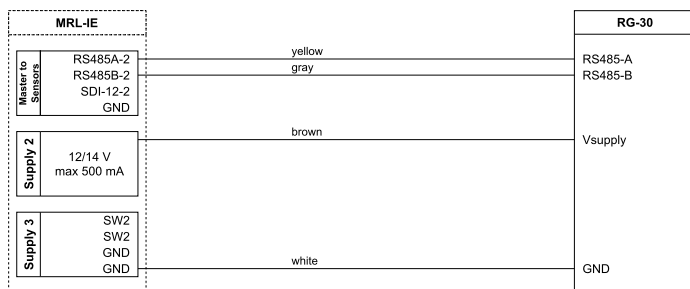 MRL-IE
RG-30
Master to
Sensors
RS485A-2
yellow
RS485-A
RS485B-2
gray
RS485-B
SDI-12-2
GND
Supply 2
12/14 V
max 500 mA
brown
Vsupply
Supply 3
SW2
SW2
GND
GND
white
GND